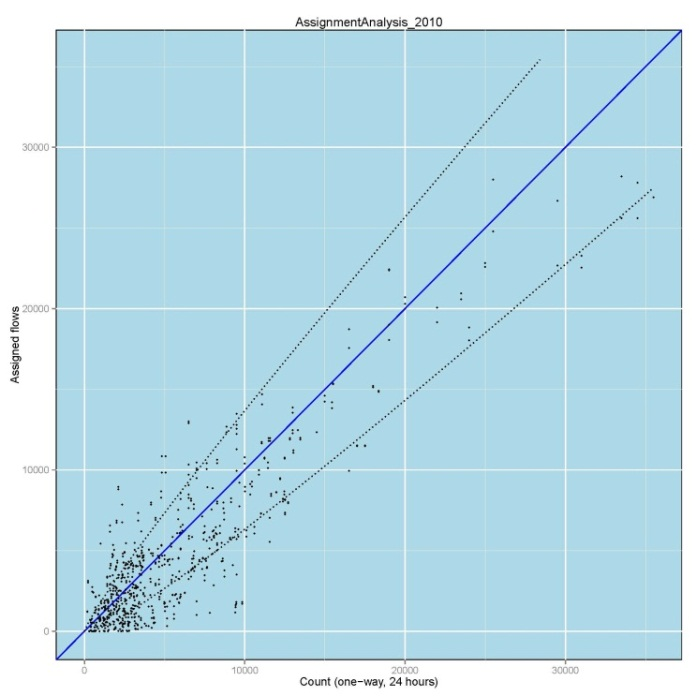 AssignmentAnalysis_2010
30000
20000
10000
0
Assigned flows
0 10000 20000 30000
Count (one−way, 24 hours)